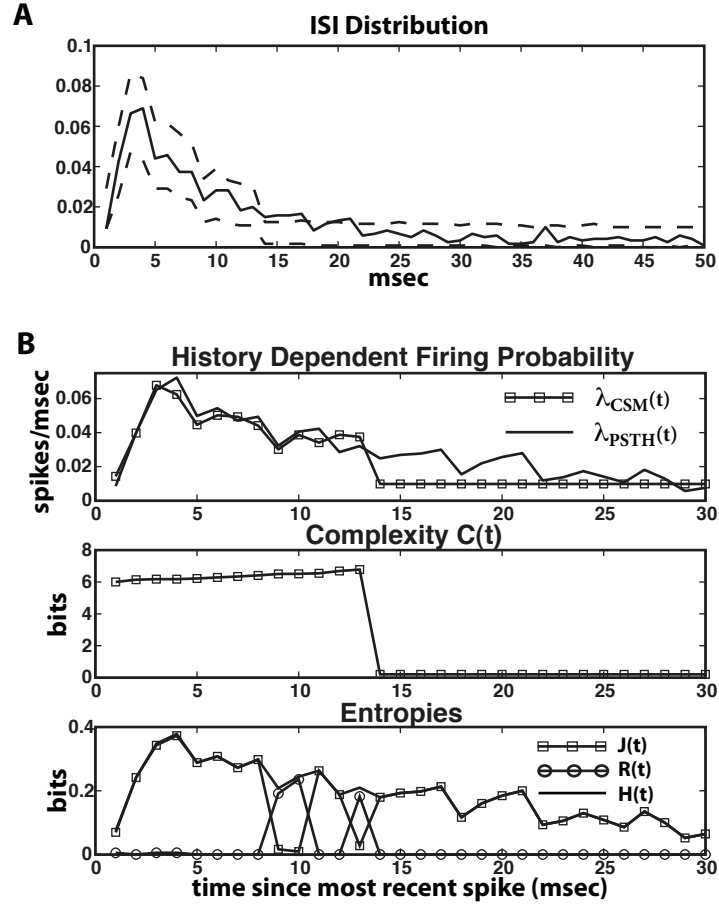 A
ISI Distribution
0.1
0.08
0.06
0.04
0.02
0
0 5 10 15 20 25 30 35 40 45 50
msec
B
History Dependent Firing Probability
spikes/msec
0.06
0.04
0.02
0
λCSM(t)
λPSTH(t)
0 5 10 15 20 25 30
Complexity C(t)
bits
8
6
4
2
0
0 5 10 15 20 25 30
Entropies
bits
0.4
0.2
0
J(t)
R(t)
H(t)
0 5 10 15 20 25 30
time since most recent spike (msec)